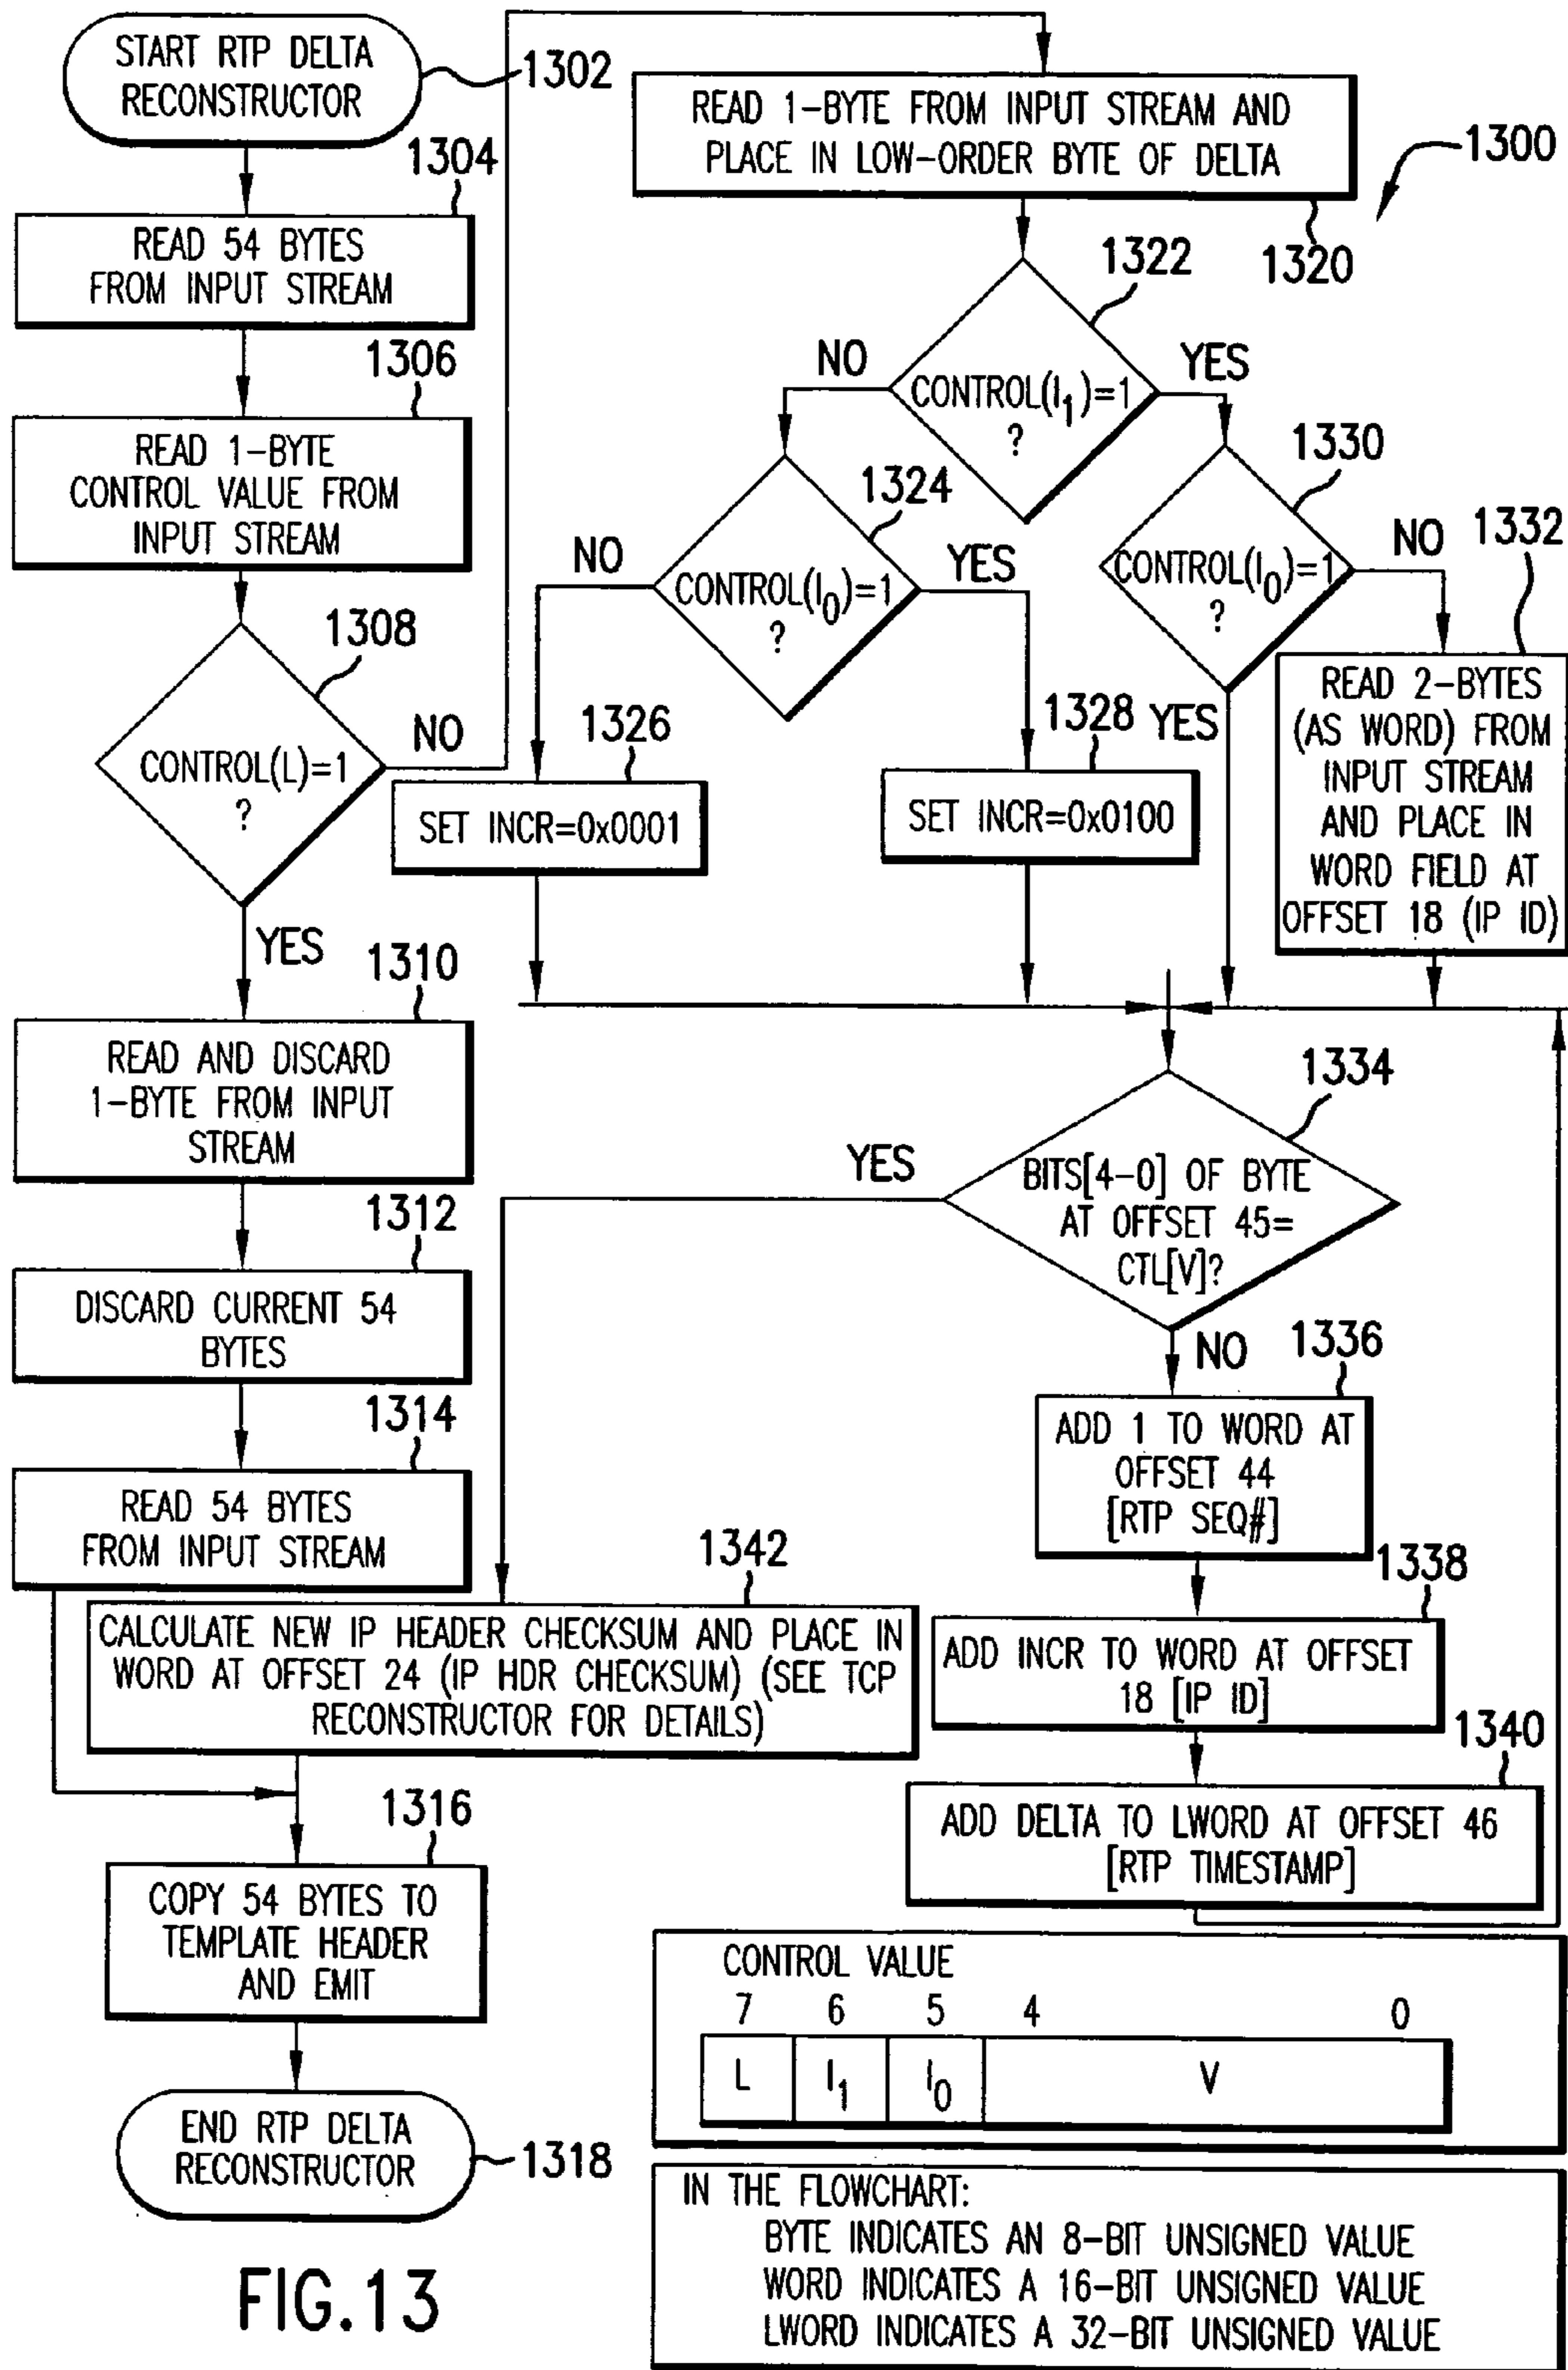 START RTP DELTA
RECONSTRUCTOR
1302
1304
READ 54 BYTES
FROM INPUT STREAM
1306
READ 1-BYTE
CONTROL VALUE FROM
INPUT STREAM
1308
CONTROL(L)=1
?
NO
YES
1310
READ AND DISCARD
1-BYTE FROM INPUT
STREAM
1312
DISCARD CURRENT 54
BYTES
1314
READ 54 BYTES
FROM INPUT STREAM
READ 1-BYTE FROM INPUT STREAM AND
PLACE IN LOW-ORDER BYTE OF DELTA
1300
1320
1322
NO
YES
CONTROL(I₁)=1
?
1324
NO
YES
CONTROL(I₀)=1
?
1330
NO
CONTROL(I₀)=1
?
YES
1332
READ 2-BYTES
(AS WORD) FROM
INPUT STREAM
AND PLACE IN
WORD FIELD AT
OFFSET 18 (IP ID)
1326
SET INCR=0x0001
1328
SET INCR=0x0100
1334
YES
BITS[4-0] OF BYTE
AT OFFSET 45=
CTL[V]?
NO
1336
ADD 1 TO WORD AT
OFFSET 44
[RTP SEQ#]
1338
ADD INCR TO WORD AT OFFSET
18 [IP ID]
1340
ADD DELTA TO LWORD AT OFFSET 46
[RTP TIMESTAMP]
1342
CALCULATE NEW IP HEADER CHECKSUM AND PLACE IN
WORD AT OFFSET 24 (IP HDR CHECKSUM) (SEE TCP
RECONSTRUCTOR FOR DETAILS)
1316
COPY 54 BYTES TO
TEMPLATE HEADER
AND EMIT
END RTP DELTA
RECONSTRUCTOR
1318
CONTROL VALUE
7 6 5 4 0
L I₁ I₀ V
IN THE FLOWCHART:
BYTE INDICATES AN 8-BIT UNSIGNED VALUE
WORD INDICATES A 16-BIT UNSIGNED VALUE
LWORD INDICATES A 32-BIT UNSIGNED VALUE
FIG.13